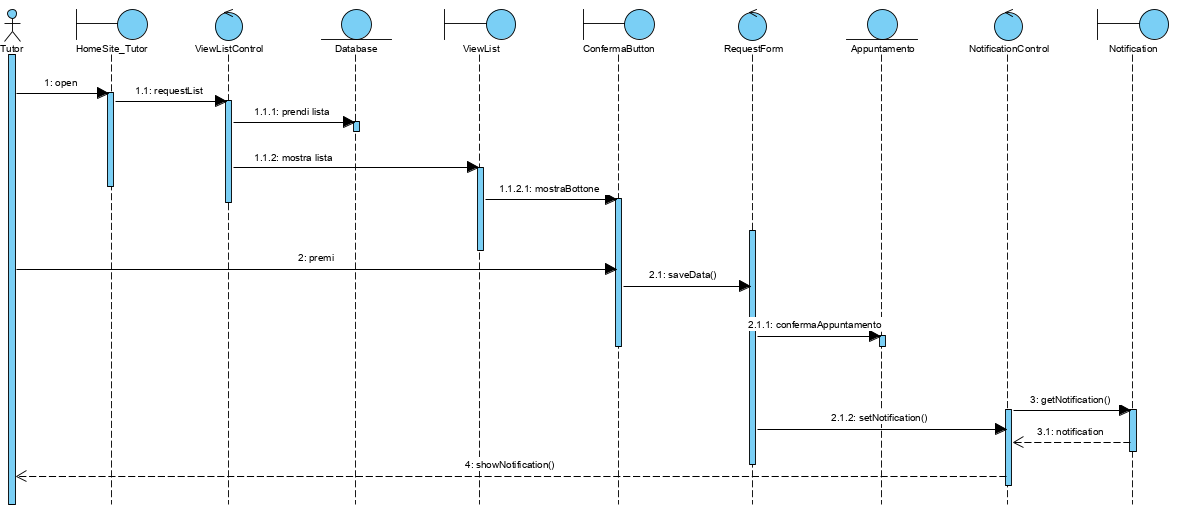 Tutor
HomeSite_Tutor
ViewListControl
Database
ViewList
ConfermaButton
RequestForm
Appuntamento
NotificationControl
Notification
1: open
1.1: requestList
1.1.1: prendi lista
1.1.2: mostra lista
1.1.2.1: mostraBottone
2: premi
2.1: saveData()
2.1.1: confermaAppuntamento
3: getNotification()
2.1.2: setNotification()
3.1: notification
4: showNotification()